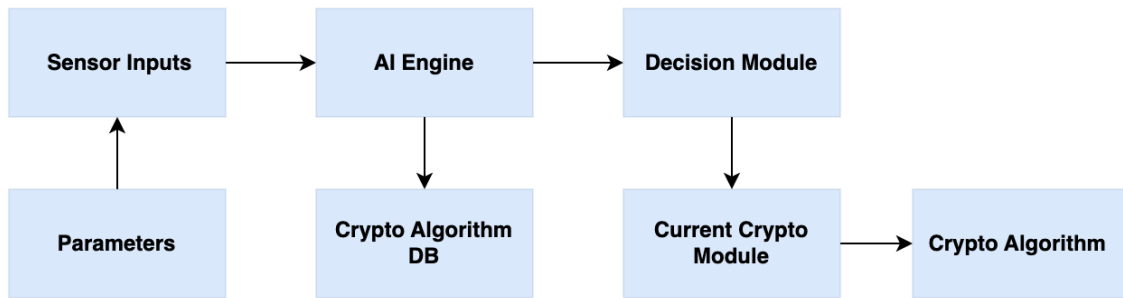 Sensor Inputs
AI Engine
Decision Module
Parameters
Crypto Algorithm
DB
Current Crypto
Module
Crypto Algorithm